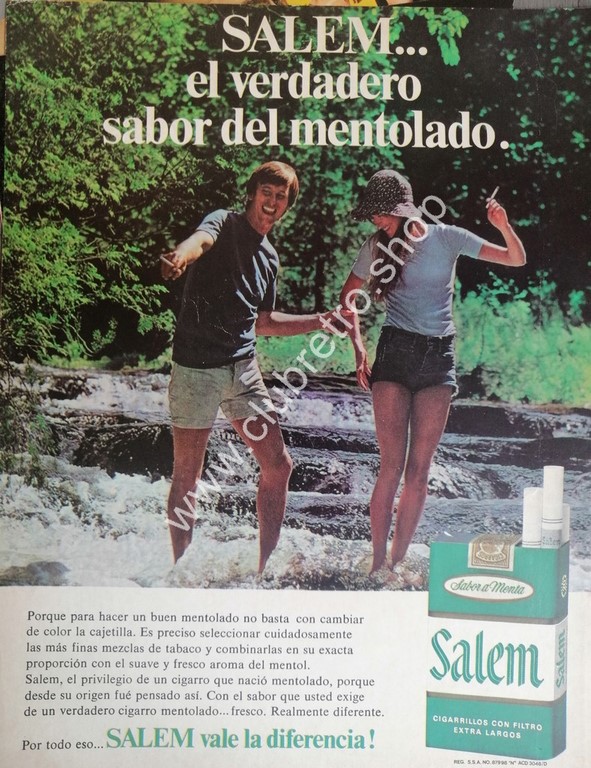 SALEM...
el verdadero
sabor del mentolado.
www.clubretro.shop
Porque para hacer un buen mentolado no basta con cambiar
de color la cajetilla. Es preciso seleccionar cuidadosamente
las más finas mezclas de tabaco y combinarlas en su exacta
proporción con el suave y fresco aroma del mentol.
Salem, el privilegio de un cigarro que nació mentolado, porque
desde su origen fué pensado así. Con el sabor que usted exige
de un verdadero cigarro mentolado... fresco. Realmente diferente.
Por todo eso... SALEM vale la diferencia!
Sabor a Menta
Salem
Salem
CIGARRILLOS CON FILTRO
EXTRA LARGOS